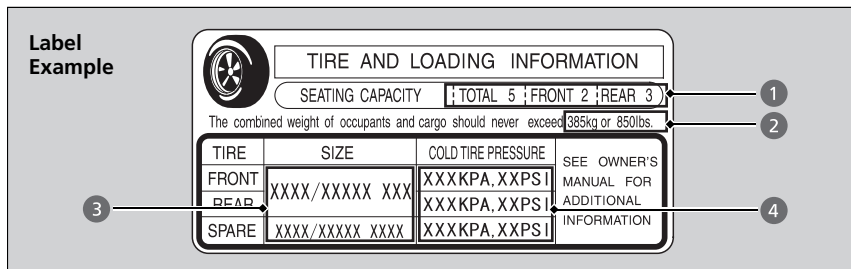 Label
Example
TIRE AND LOADING INFORMATION
SEATING CAPACITY TOTAL 5 FRONT 2 REAR 3
1
The combined weight of occupants and cargo should never exceed 385kg or 850lbs.
2
TIRE SIZE COLD TIRE PRESSURE
SEE OWNER'S
MANUAL FOR
ADDITIONAL
INFORMATION
FRONT XXXX/XXXXX XXX XXXKPA,XXPSI
REAR XXXKPA,XXPSI
3
4
SPARE XXXX/XXXXX XXXX XXXKPA,XXPSI